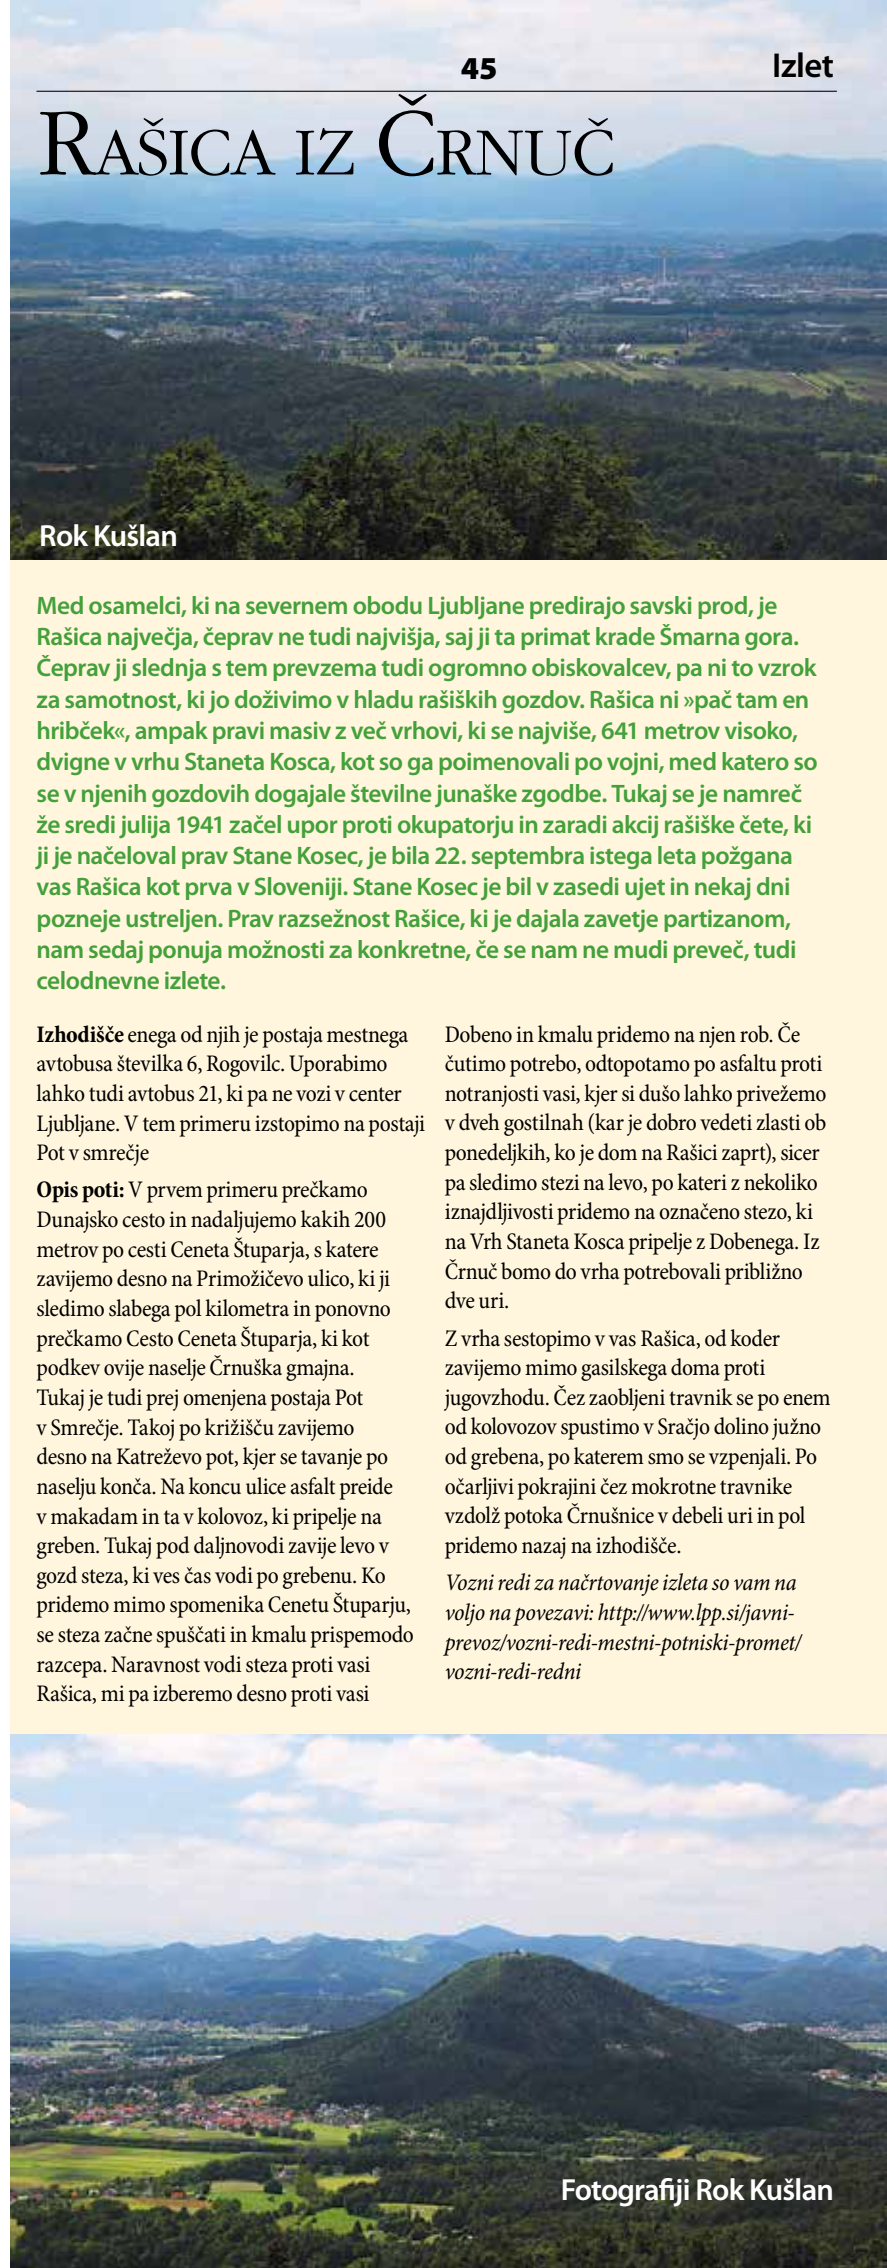 45
Izlet
Rašica iz Črnuč
Rok Kušlan
Med osamelci, ki na severnem obodu Ljubljane predirajo savski prod, je
Rašica največja, čeprav ne tudi najvišja, saj ji ta primat krade Šmarna gora.
Čeprav ji slednja s tem prevzema tudi ogromno obiskovalcev, pa ni to vzrok
za samotnost, ki jo doživimo v hladu rašiških gozdov. Rašica ni »pač tam en
hribček«, ampak pravi masiv z več vrhovi, ki se najviše, 641 metrov visoko,
dvigne v vrhu Staneta Kosca, kot so ga poimenovali po vojni, med katero so
se v njenih gozdovih dogajale številne junaške zgodbe. Tukaj se je namreč
že sredi julija 1941 začel upor proti okupatorju in zaradi akcij rašiške čete, ki
ji je načeloval prav Stane Kosec, je bila 22. septembra istega leta požgana
vas Rašica kot prva v Sloveniji. Stane Kosec je bil v zasedi ujet in nekaj dni
pozneje ustreljen. Prav razsežnost Rašice, ki je dajala zavetje partizanom,
nam sedaj ponuja možnosti za konkretne, če se nam ne mudi preveč, tudi
celodnevne izlete.
Izhodišče enega od njih je postaja mestnega
avtobusa številka 6, Rogovilc. Uporabimo
lahko tudi avtobus 21, ki pa ne vozi v center
Ljubljane. V tem primeru izstopimo na postaji
Pot v smrečje
Opis poti: V prvem primeru prečkamo
Dunajsko cesto in nadaljujemo kakih 200
metrov po cesti Ceneta Štuparja, s katere
zavijemo desno na Primožičevo ulico, ki ji
sledimo slabega pol kilometra in ponovno
prečkamo Cesto Ceneta Štuparja, ki kot
podkev ovije naselje Črnuška gmajna.
Tukaj je tudi prej omenjena postaja Pot
v Smrečje. Takoj po križišču zavijemo
desno na Katreževo pot, kjer se tavanje po
naselju konča. Na koncu ulice asfalt preide
v makadam in ta v kolovoz, ki pripelje na
greben. Tukaj pod daljnovodi zavije levo v
gozd steza, ki ves čas vodi po grebenu. Ko
pridemo mimo spomenika Cenetu Štuparju,
se steza začne spuščati in kmalu prispemodo
razcepa. Naravnost vodi steza proti vasi
Rašica, mi pa izberemo desno proti vasi
Dobeno in kmalu pridemo na njen rob. Če
čutimo potrebo, odtopotamo po asfaltu proti
notranjosti vasi, kjer si dušo lahko privežemo
v dveh gostilnah (kar je dobro vedeti zlasti ob
ponedeljkih, ko je dom na Rašici zaprt), sicer
pa sledimo stezi na levo, po kateri z nekoliko
iznajdljivosti pridemo na označeno stezo, ki
na Vrh Staneta Kosca pripelje z Dobenega. Iz
Črnuč bomo do vrha potrebovali približno
dve uri.
Z vrha sestopimo v vas Rašica, od koder
zavijemo mimo gasilskega doma proti
jugovzhodu. Čez zaobljeni travnik se po enem
od kolovozov spustimo v Sračjo dolino južno
od grebena, po katerem smo se vzpenjali. Po
očarljivi pokrajini čez mokrotne travnike
vzdolž potoka Črnušnice v debeli uri in pol
pridemo nazaj na izhodišče.
Vozni redi za načrtovanje izleta so vam na
voljo na povezavi: http://www.lpp.si/javni-
prevoz/vozni-redi-mestni-potniski-promet/
vozni-redi-redni
Fotografiji Rok Kušlan